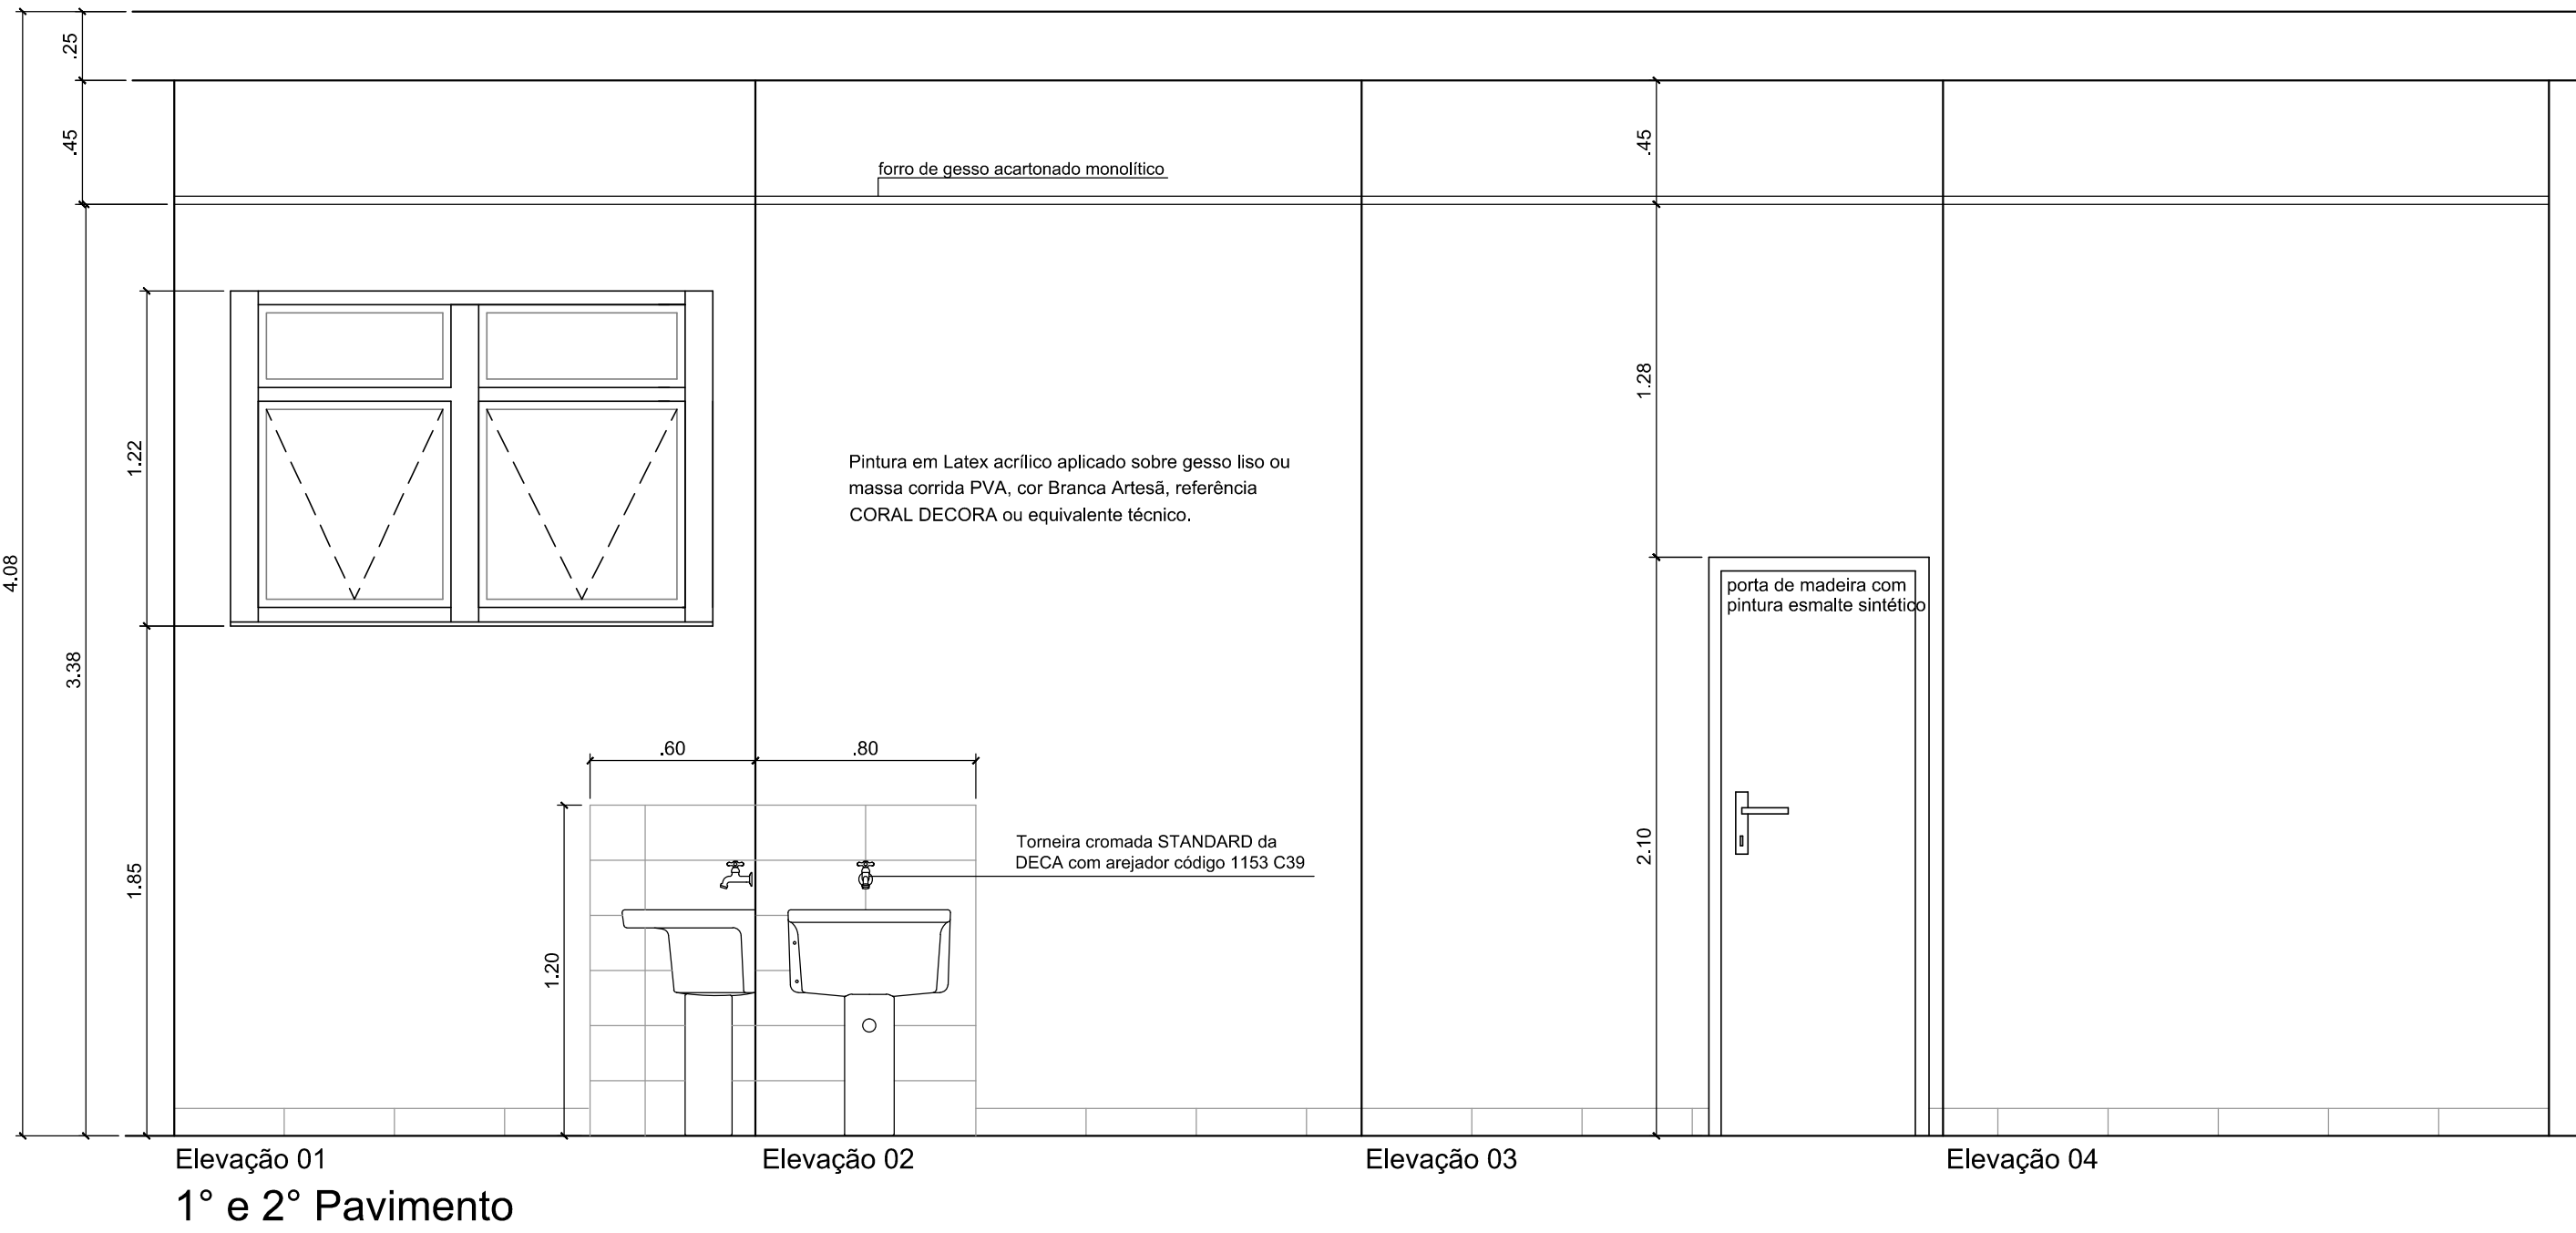 .25
.45
.45
forro de gesso acartonado monolítico
1.28
1.22
Pintura em Latex acrílico aplicado sobre gesso liso ou
massa corrida PVA, cor Branca Artesã, referência
CORAL DECORA ou equivalente técnico.
4.08
porta de madeira com
pintura esmalte sintético
3.38
.60
.80
Torneira cromada STANDARD da
DECA com arejador código 1153 C39
2.10
1.85
1.20
Elevação 01
Elevação 02
Elevação 03
Elevação 04
1° e 2° Pavimento